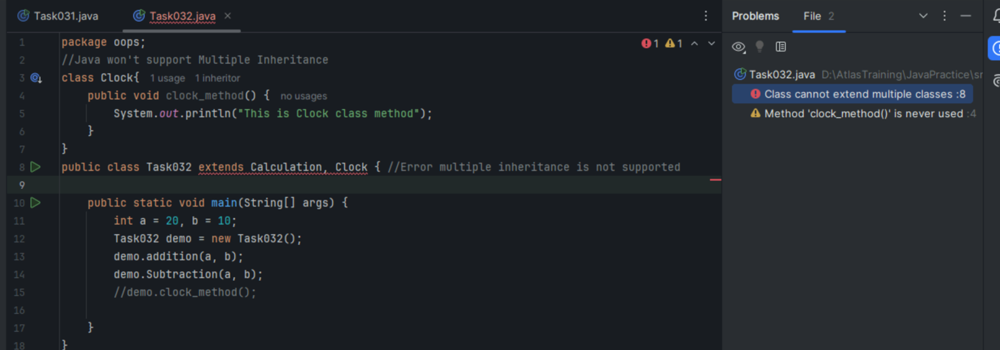 Task031.java
Task032.java
Problems
File 2
1 package oops;
1 1
2 //Java won't support Multiple Inheritance
3 class Clock{ 1 usage 1 inheritor
4 public void clock_method() { no usages
5 System.out.println("This is Clock class method");
6 }
7 }
8 public class Task032 extends Calculation, Clock { //Error multiple inheritance is not supported
9
10 public static void main(String[] args) {
11 int a = 20, b = 10;
12 Task032 demo = new Task032();
13 demo.addition(a, b);
14 demo.Subtraction(a, b);
15 //demo.clock_method();
16
17 }
18 }
Task032.java D:\AtlasTraining\JavaPractice\sr
Class cannot extend multiple classes :8
Method 'clock_method()' is never used :4